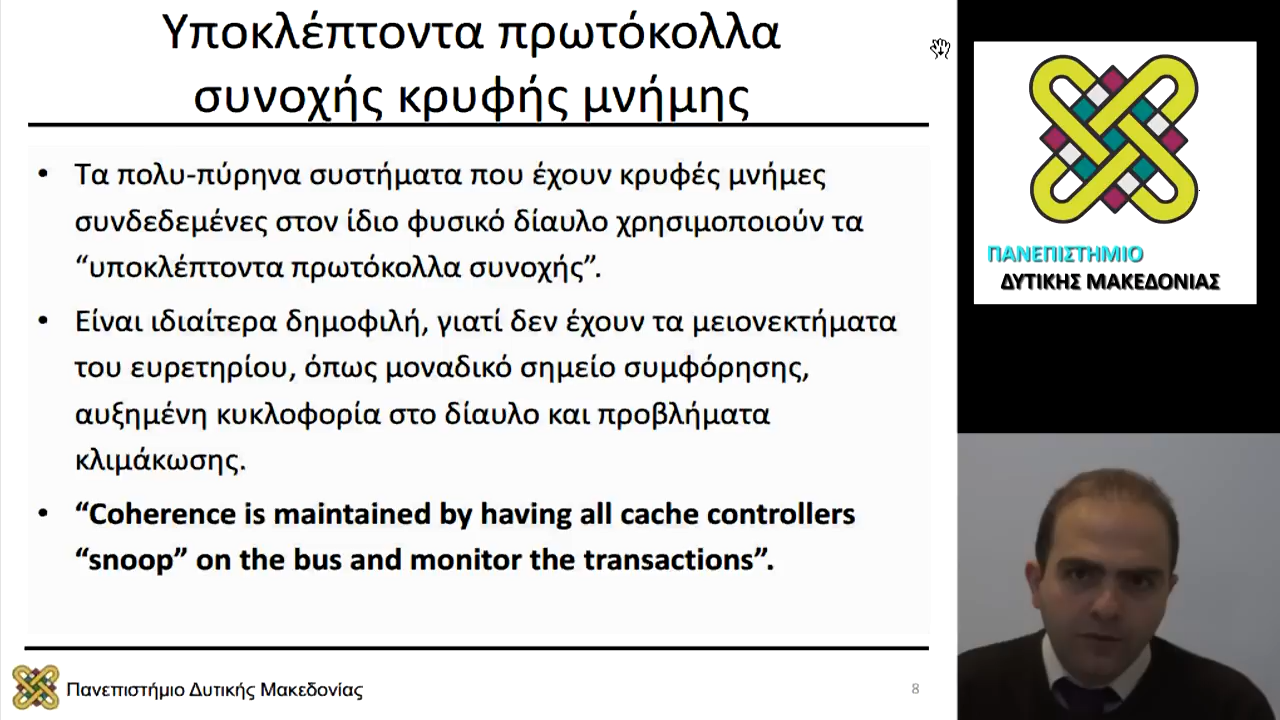 Υποκλέπτοντα πρωτόκολλα
συνοχής κρυφής μνήμης
• Τα πολυ-πύρηνα συστήματα που έχουν κρυφές μνήμες
συνδεδεμένες στον ίδιο φυσικό δίαυλο χρησιμοποιούν τα
“υποκλέπτοντα πρωτόκολλα συνοχής”.
• Είναι ιδιαίτερα δημοφιλή, γιατί δεν έχουν τα μειονεκτήματα
του ευρετηρίου, όπως μοναδικό σημείο συμφόρησης,
αυξημένη κυκλοφορία στο δίαυλο και προβλήματα
κλιμάκωσης.
• “Coherence is maintained by having all cache controllers
“snoop” on the bus and monitor the transactions”.
Πανεπιστήμιο Δυτικής Μακεδονίας
8
ΠΑΝΕΠΙΣΤΗΜΙΟ
ΔΥΤΙΚΗΣ ΜΑΚΕΔΟΝΙΑΣ